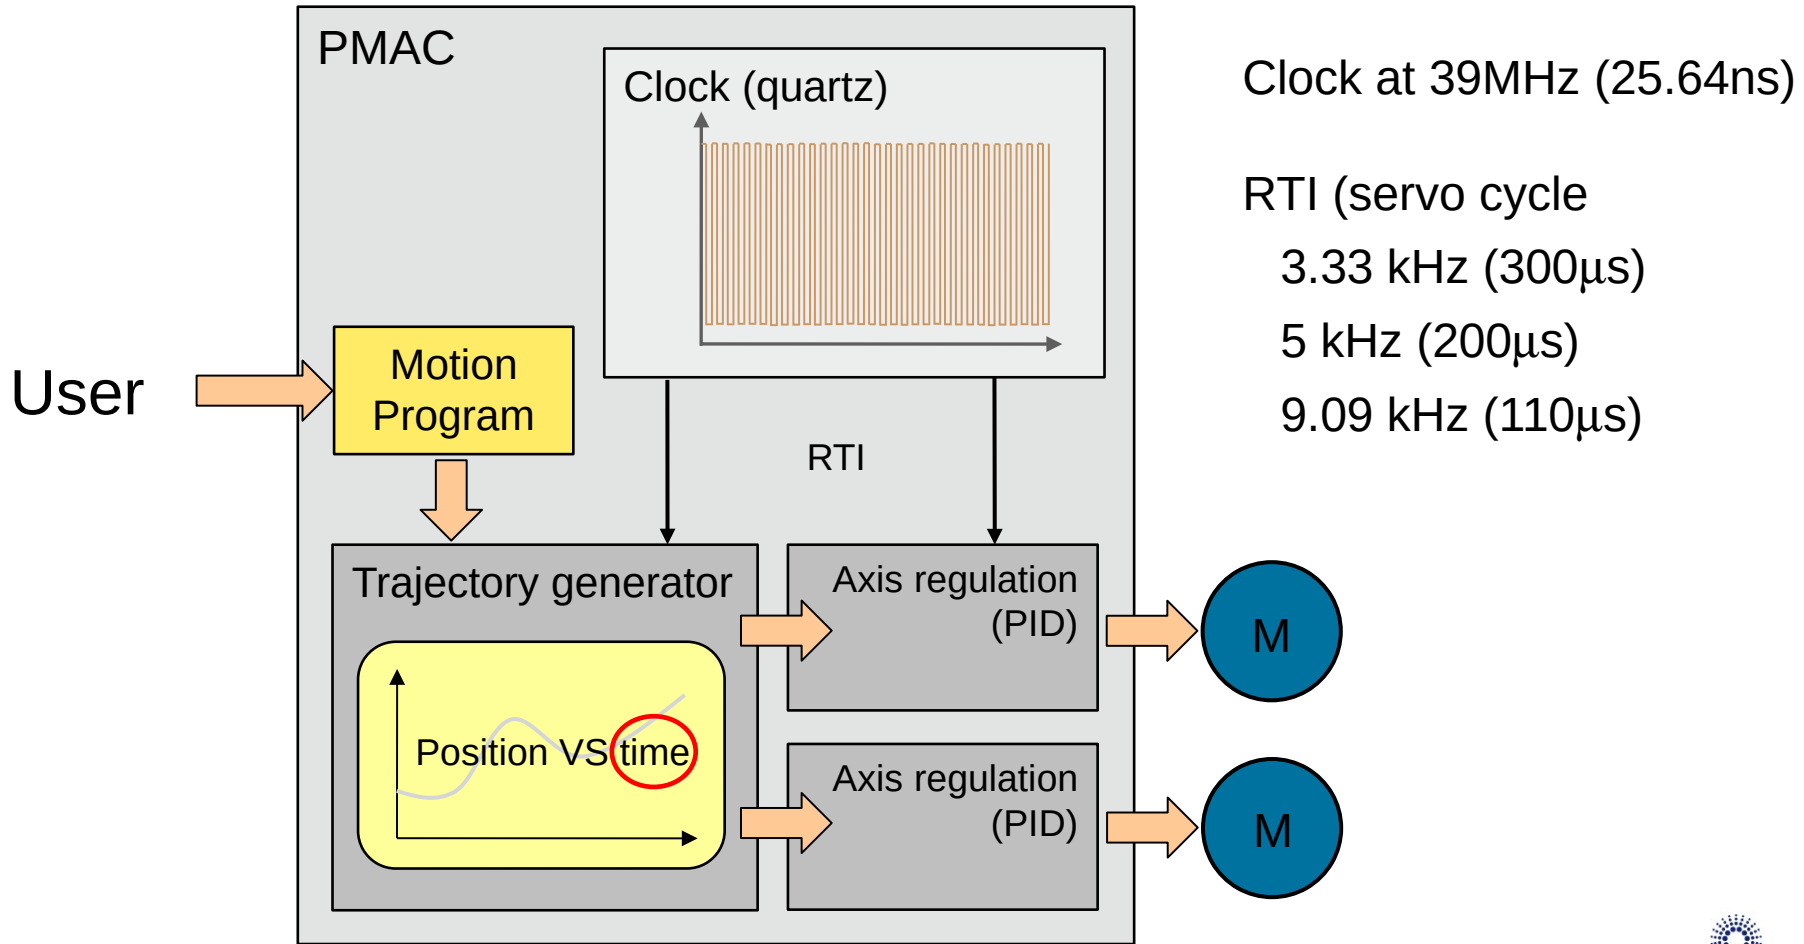 PMAC
Clock (quartz)
Clock at 39MHz (25.64ns)
RTI (servo cycle
3.33 kHz (300μs)
5 kHz (200μs)
9.09 kHz (110μs)
User
Motion
Program
RTI
Trajectory generator
Position VS time
Axis regulation
(PID)
M
Axis regulation
(PID)
M